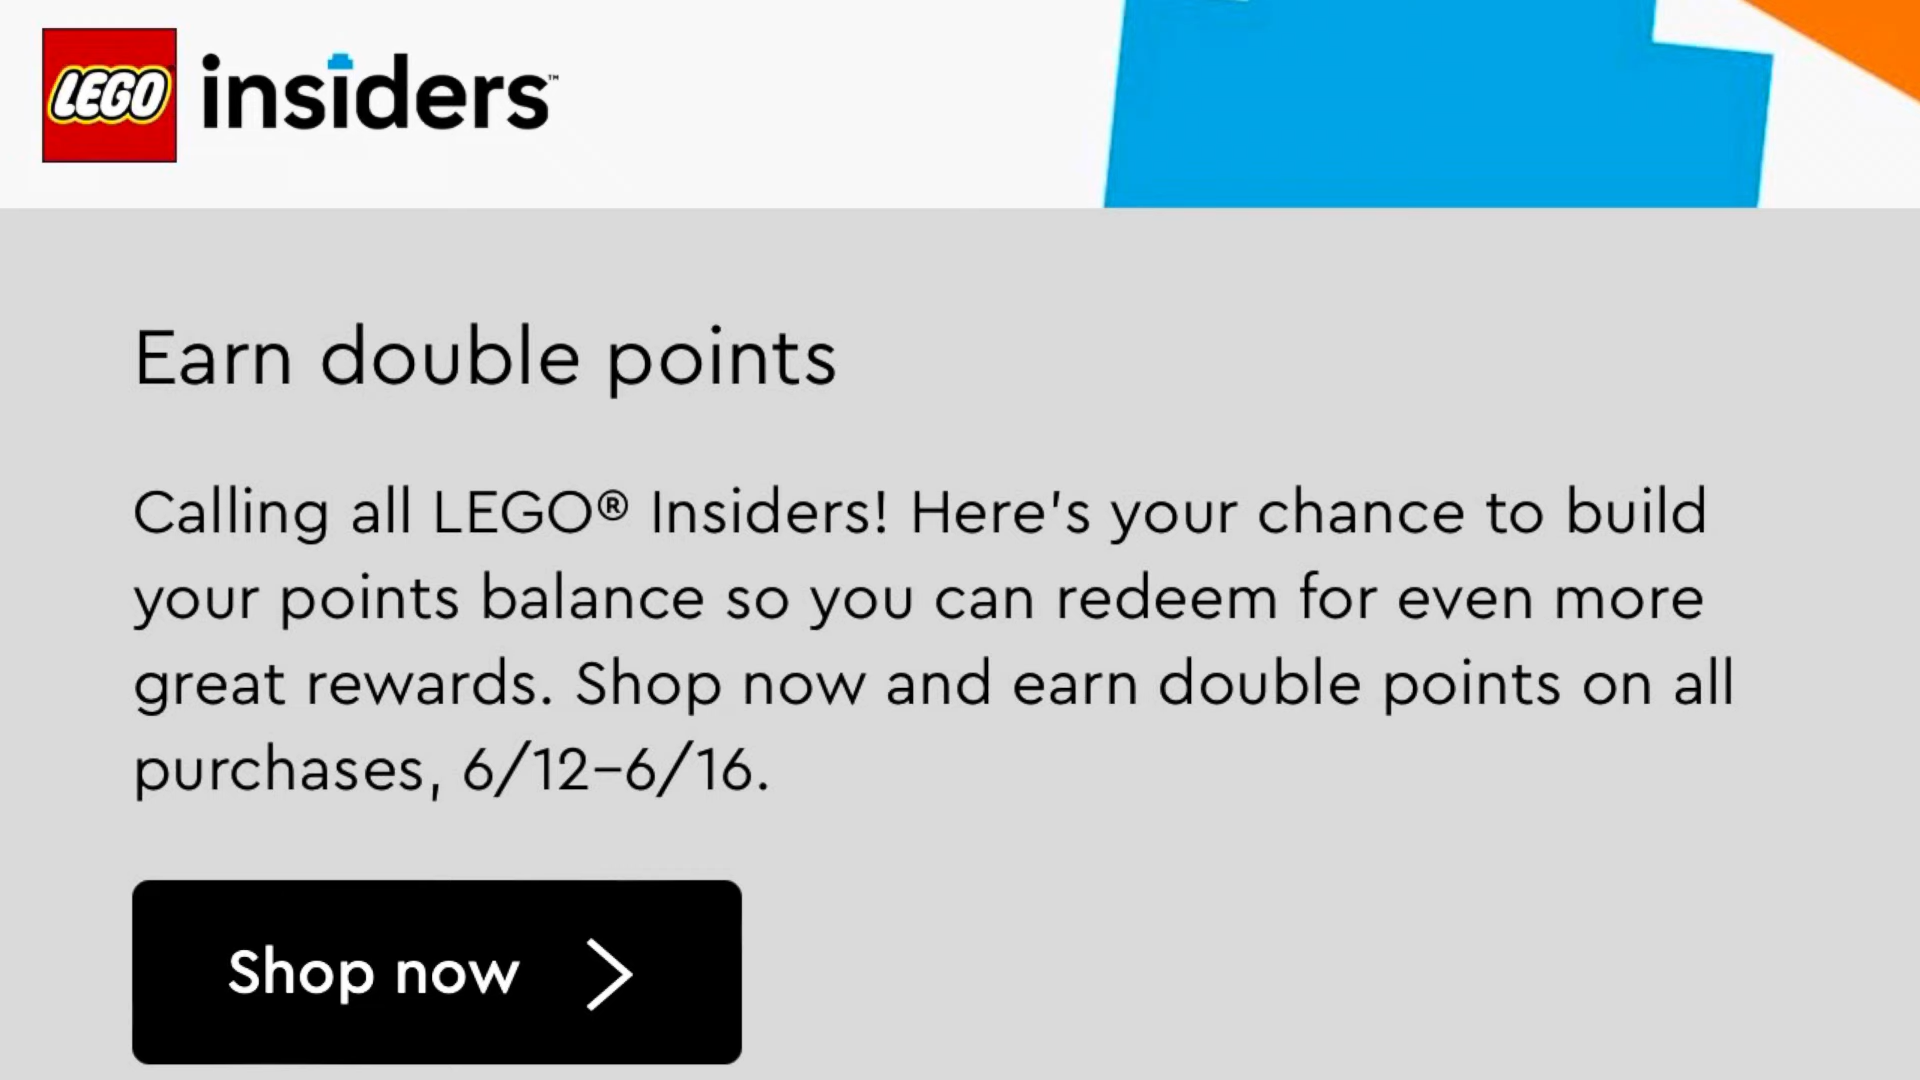 LEGO insiders™
Earn double points
Calling all LEGO® Insiders! Here's your chance to build
your points balance so you can redeem for even more
great rewards. Shop now and earn double points on all
purchases, 6/12–6/16.
Shop now